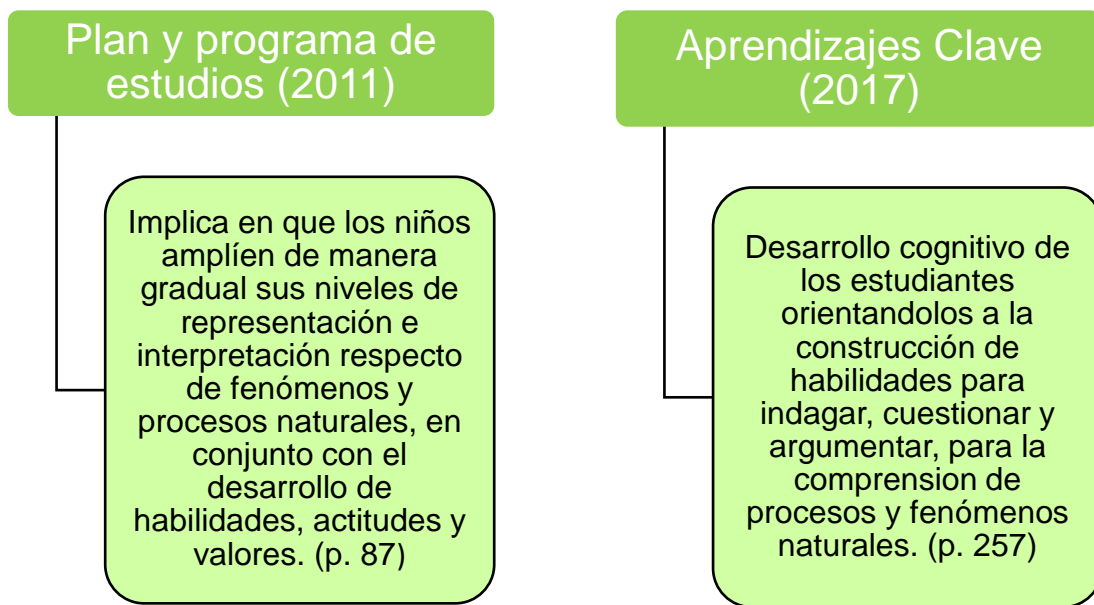 Plan y programa de
estudios (2011)
Implica en que los niños
amplíen de manera
gradual sus niveles de
representación e
interpretación respecto
de fenómenos y
procesos naturales, en
conjunto con el
desarrollo de
habilidades, actitudes y
valores. (p. 87)
Aprendizajes Clave
(2017)
Desarrollo cognitivo de
los estudiantes
orientandolos a la
construcción de
habilidades para
indagar, cuestionar y
argumentar, para la
comprension de
procesos y fenómenos
naturales. (p. 257)